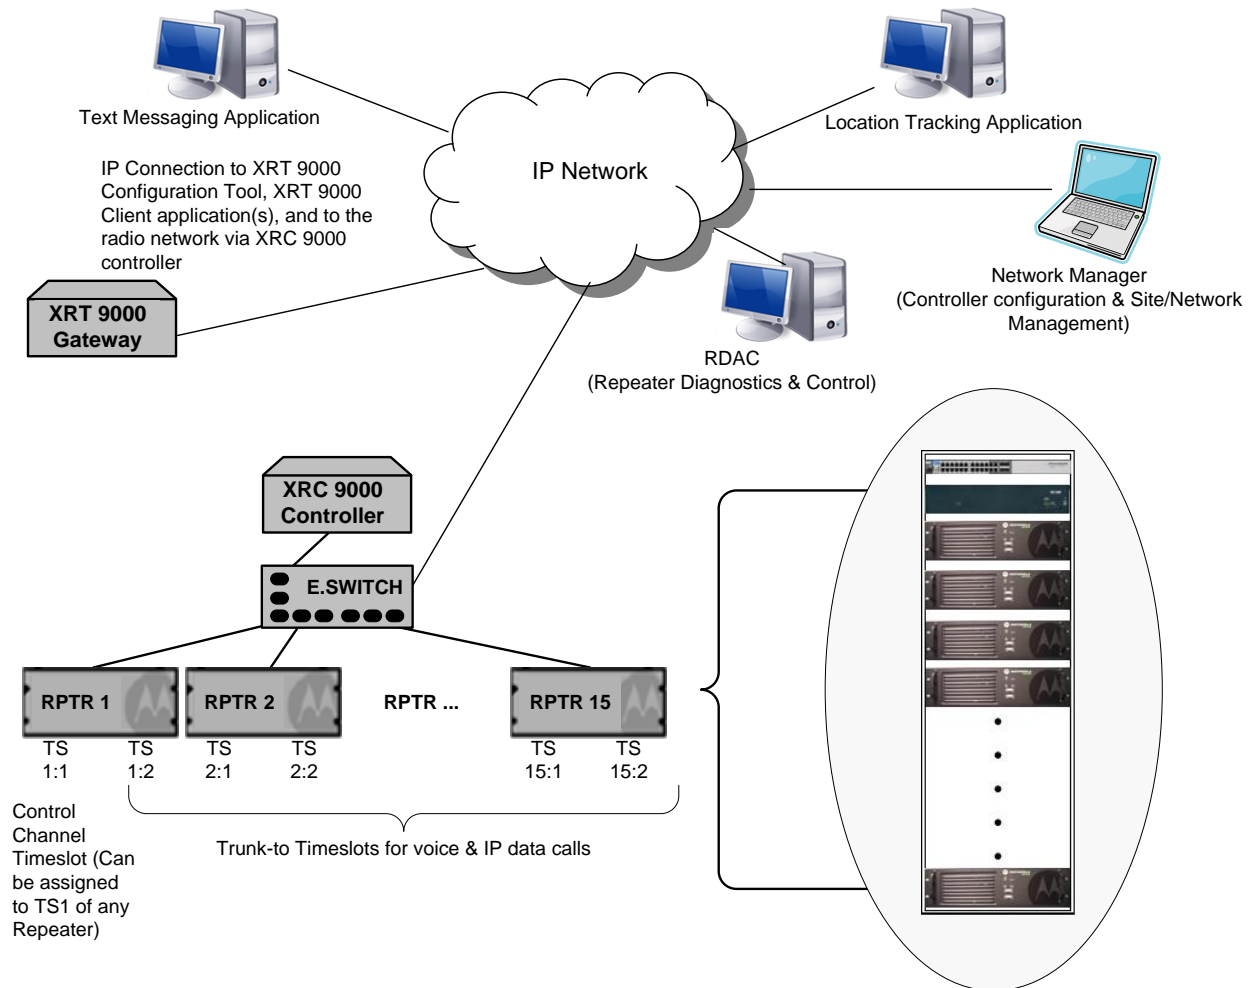 Text Messaging Application
Location Tracking Application
IP Network
IP Connection to XRT 9000
Configuration Tool, XRT 9000
Client application(s), and to the
radio network via XRC 9000
controller
Network Manager
(Controller configuration & Site/Network
Management)
XRT 9000
Gateway
RDAC
(Repeater Diagnostics & Control)
XRC 9000
Controller
E.SWITCH
RPTR 1
RPTR 2
RPTR ...
RPTR 15
TS
1:1
TS
1:2
TS
2:1
TS
2:2
TS
15:1
TS
15:2
Control
Channel
Timeslot (Can
be assigned
to TS1 of any
Repeater)
Trunk-to Timeslots for voice & IP data calls